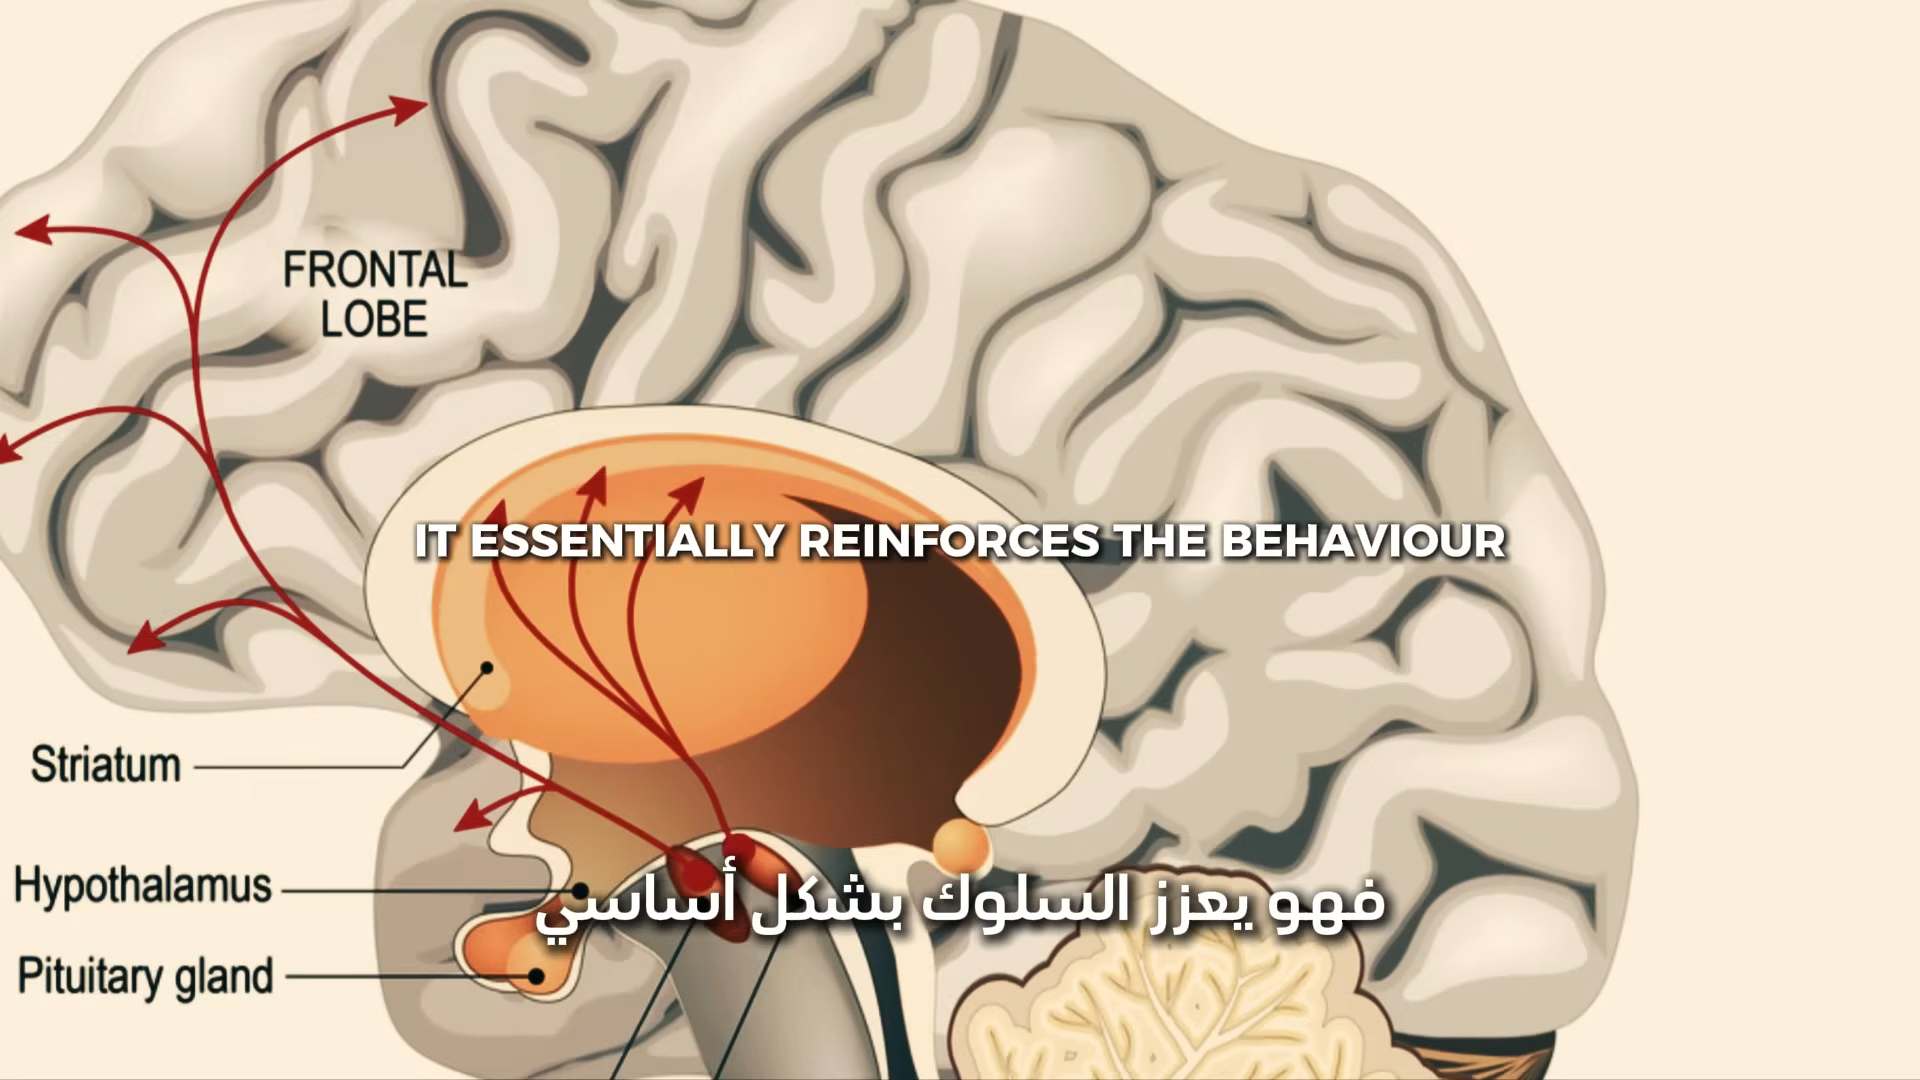 FRONTAL
LOBE
IT ESSENTIALLY REINFORCES THE BEHAVIOUR
Striatum
Hypothalamus
فهو يعزز السلوك بشكل أساسي
Pituitary gland